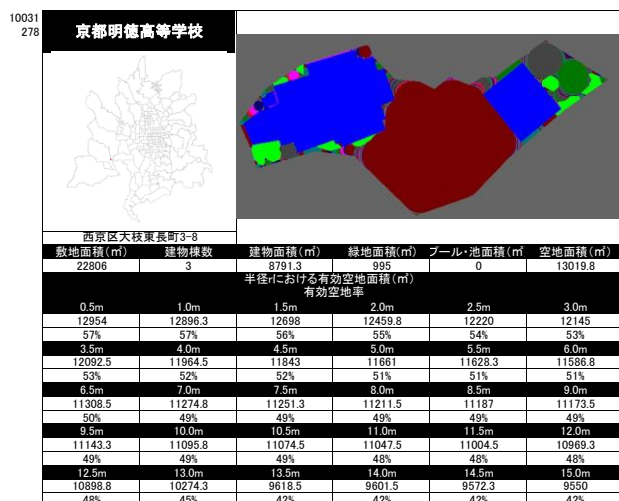 10031
278
京都明徳高等学校
西京区大枝東長町3-8
敷地面積(㎡) 建物棟数 建物面積(㎡) 緑地面積(㎡) プール・池面積(㎡ 空地面積(㎡)
22806 3 8791.3 995 0 13019.8
半径rにおける有効空地面積(㎡)
有効空地率
0.5m 1.0m 1.5m 2.0m 2.5m 3.0m
12954 12896.3 12698 12459.8 12220 12145
57% 57% 56% 55% 54% 53%
3.5m 4.0m 4.5m 5.0m 5.5m 6.0m
12092.5 11964.5 11843 11661 11628.3 11586.8
53% 52% 52% 51% 51% 51%
6.5m 7.0m 7.5m 8.0m 8.5m 9.0m
11308.5 11274.8 11251.3 11211.5 11187 11173.5
50% 49% 49% 49% 49% 49%
9.5m 10.0m 10.5m 11.0m 11.5m 12.0m
11143.3 11095.8 11074.5 11047.5 11004.5 10969.3
49% 49% 49% 48% 48% 48%
12.5m 13.0m 13.5m 14.0m 14.5m 15.0m
10898.8 10274.3 9618.5 9601.5 9572.3 9550
48% 45% 42% 42% 42% 42%